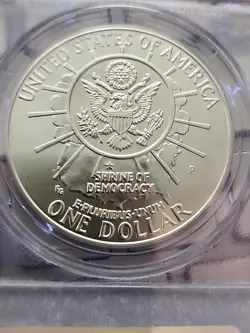 UNITED STATES OF AMERICA
SHRINE OF
DEMOCRACY
P
E·PLURIBUS·UNUM
ONE DOLLAR